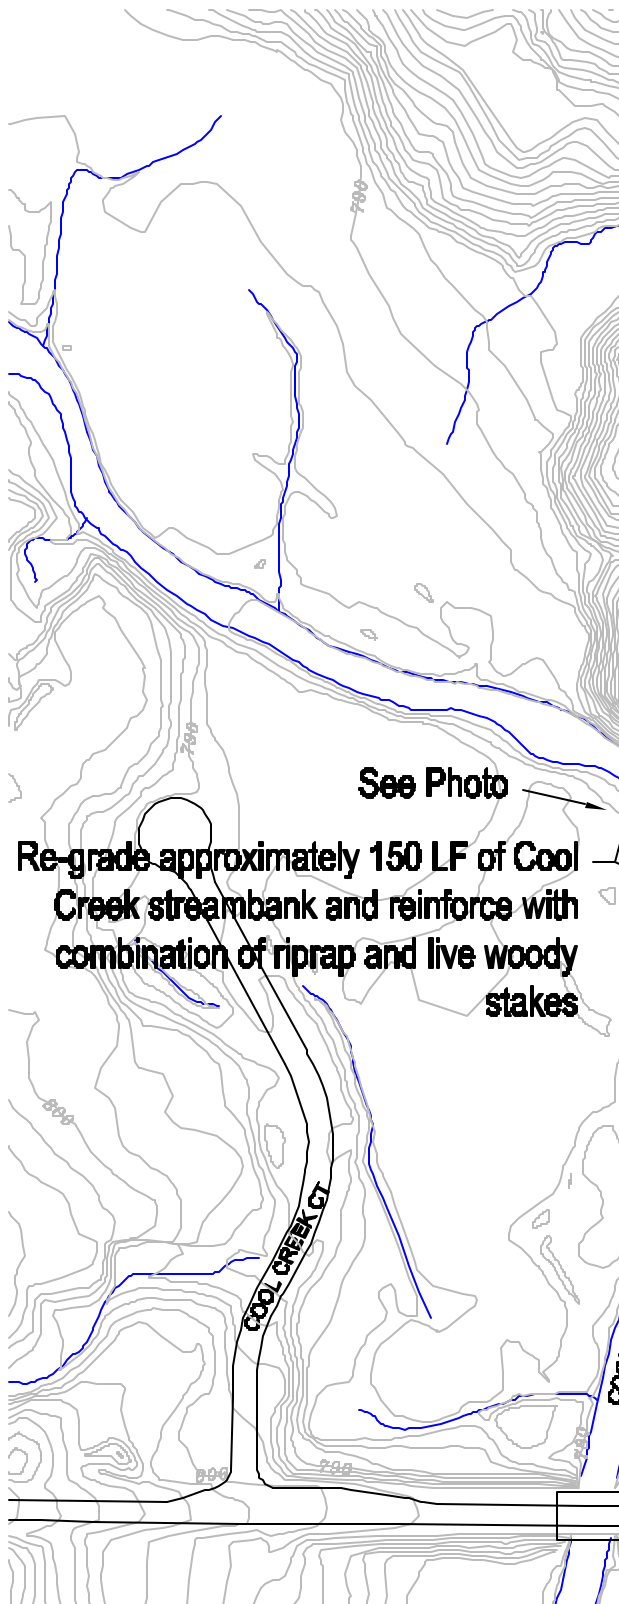 790
790
See Photo
Re-grade approximately 150 LF of Cool
Creek streambank and reinforce with
combination of riprap and live woody
stakes
800
COOL CREEK CT
790
790